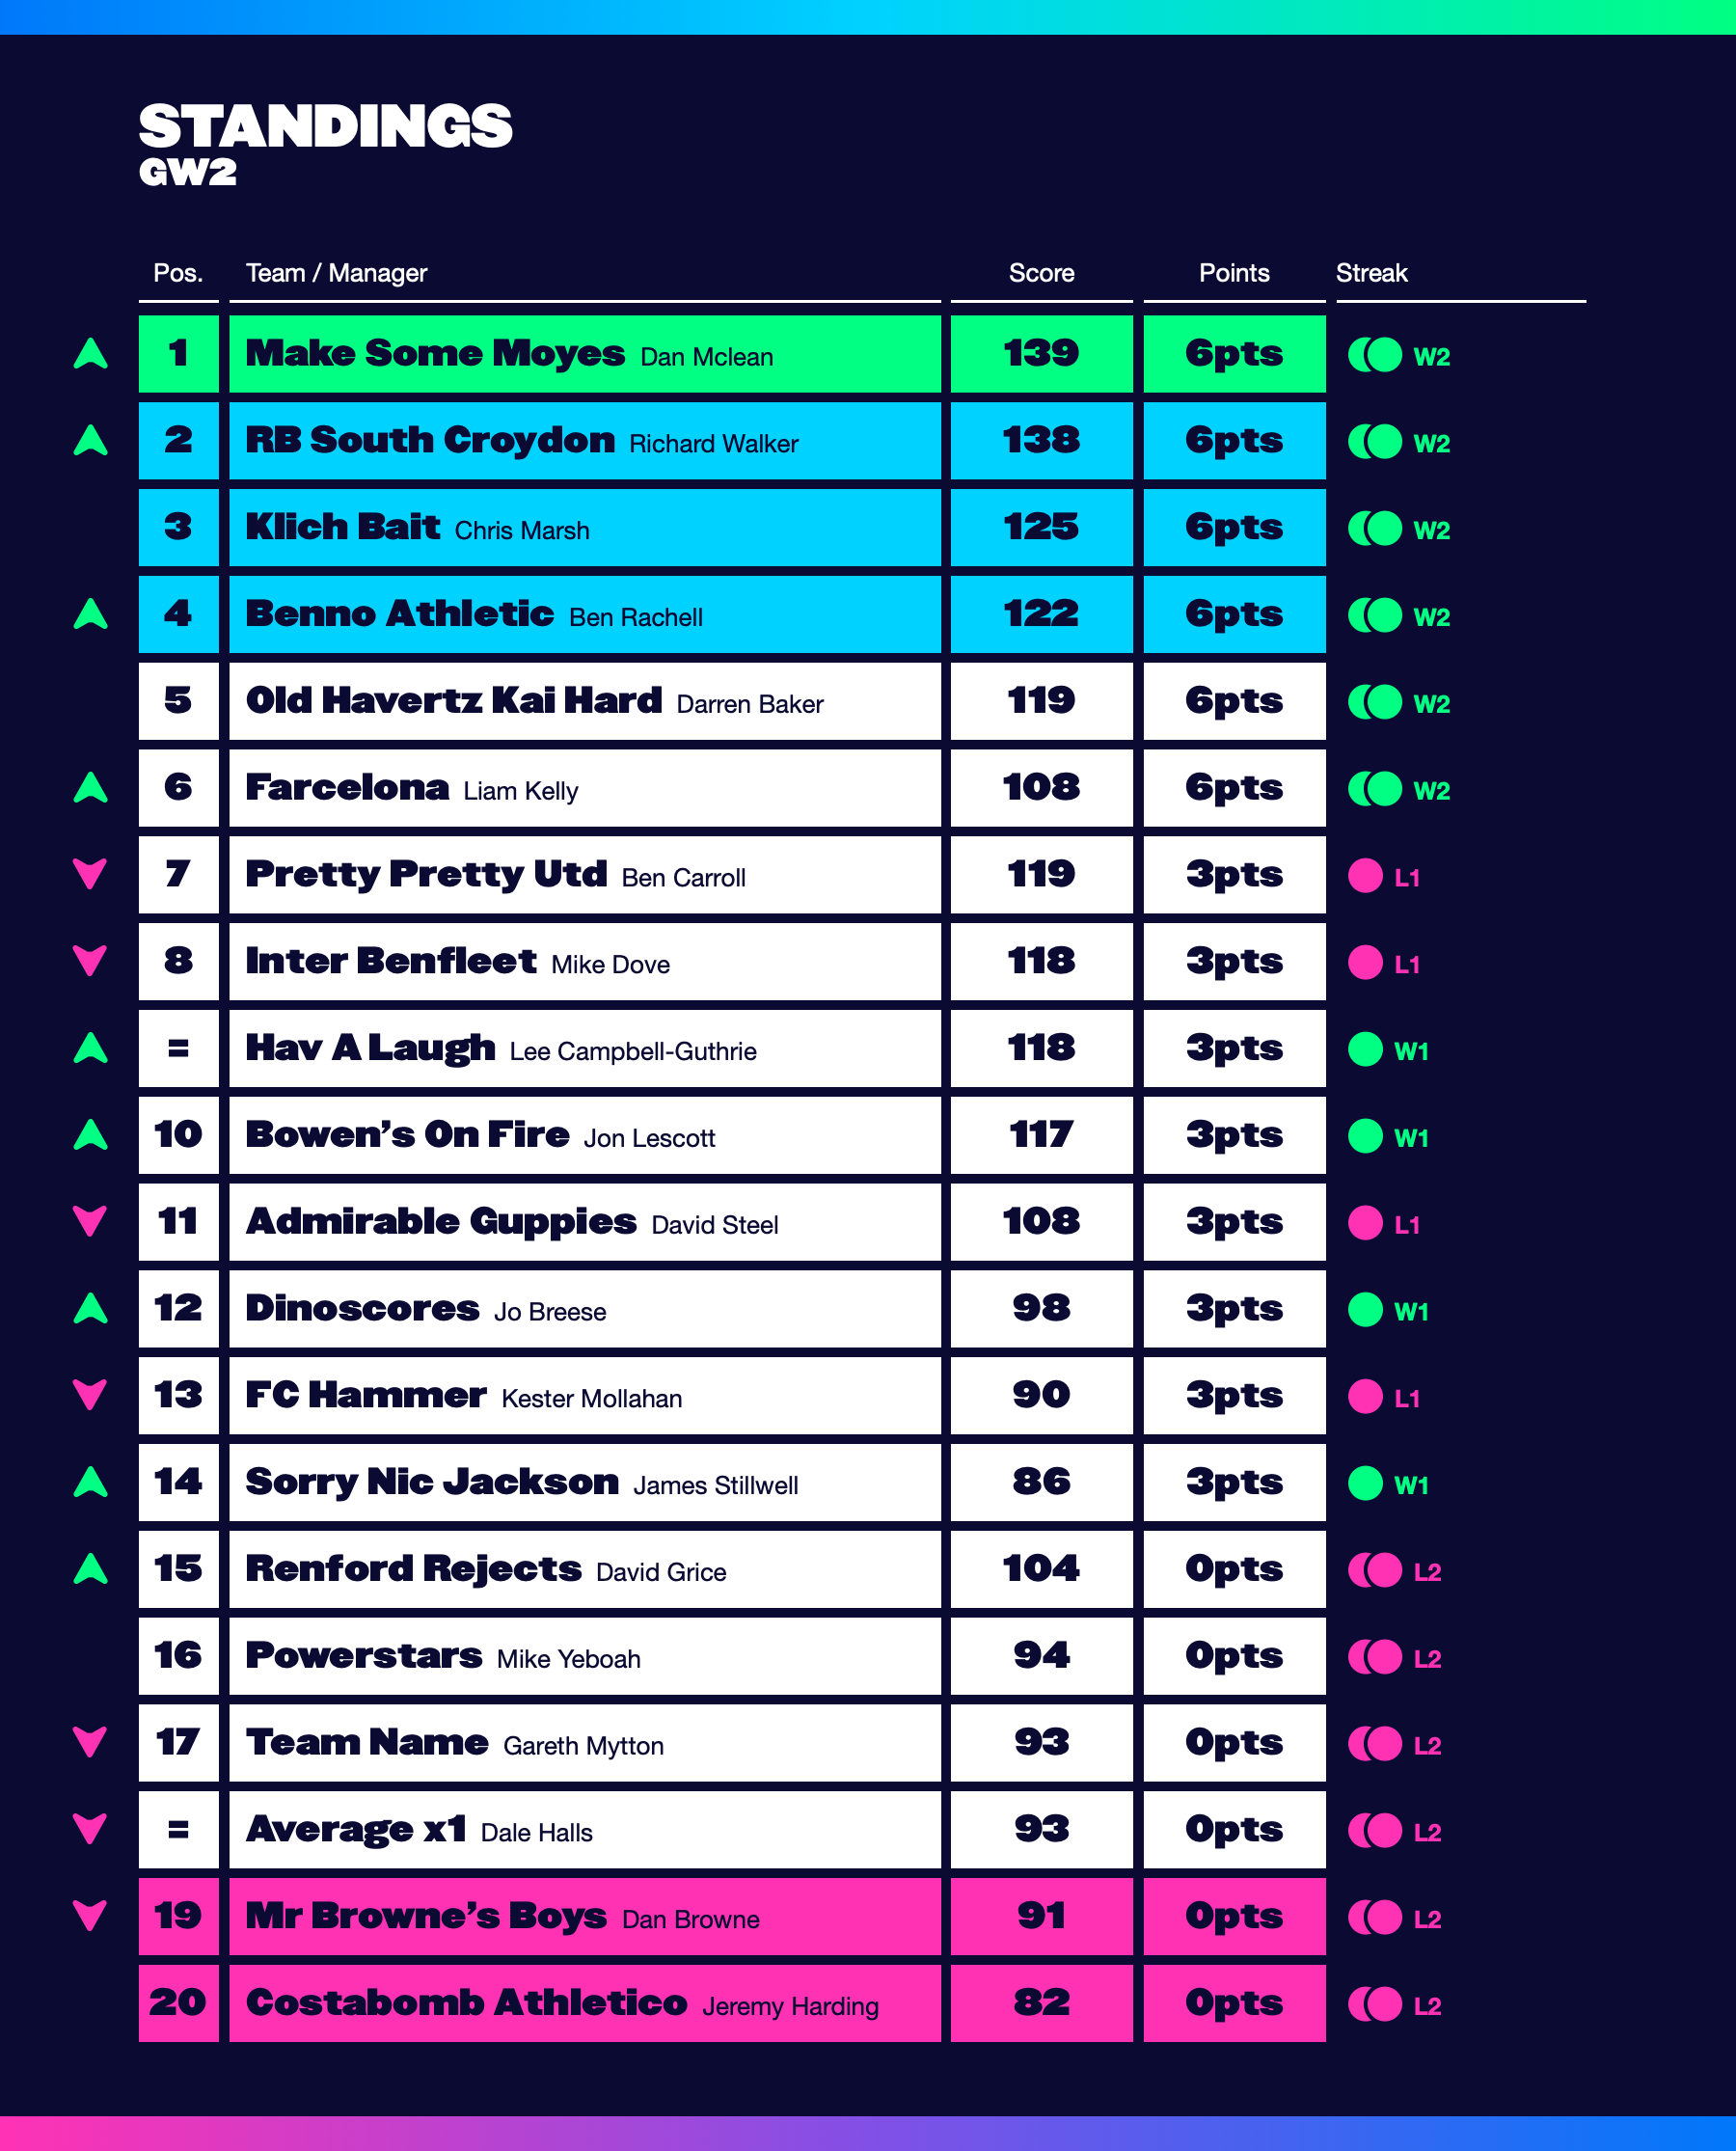 STANDINGS
GW2
Pos. Team / Manager Score Points Streak
1 Make Some Moyes Dan Mclean 139 6pts W2
2 RB South Croydon Richard Walker 138 6pts W2
3 Klich Bait Chris Marsh 125 6pts W2
4 Benno Athletic Ben Rachell 122 6pts W2
5 Old Havertz Kai Hard Darren Baker 119 6pts W2
6 Farcelona Liam Kelly 108 6pts W2
7 Pretty Pretty Utd Ben Carroll 119 3pts L1
8 Inter Benfleet Mike Dove 118 3pts L1
= Hav A Laugh Lee Campbell-Guthrie 118 3pts W1
10 Bowen’s On Fire Jon Lescott 117 3pts W1
11 Admirable Guppies David Steel 108 3pts L1
12 Dinoscores Jo Breese 98 3pts W1
13 FC Hammer Kester Mollahan 90 3pts L1
14 Sorry Nic Jackson James Stillwell 86 3pts W1
15 Renford Rejects David Grice 104 0pts L2
16 Powerstars Mike Yeboah 94 0pts L2
17 Team Name Gareth Mytton 93 0pts L2
= Average x1 Dale Halls 93 0pts L2
19 Mr Browne’s Boys Dan Browne 91 0pts L2
20 Costabomb Athletico Jeremy Harding 82 0pts L2